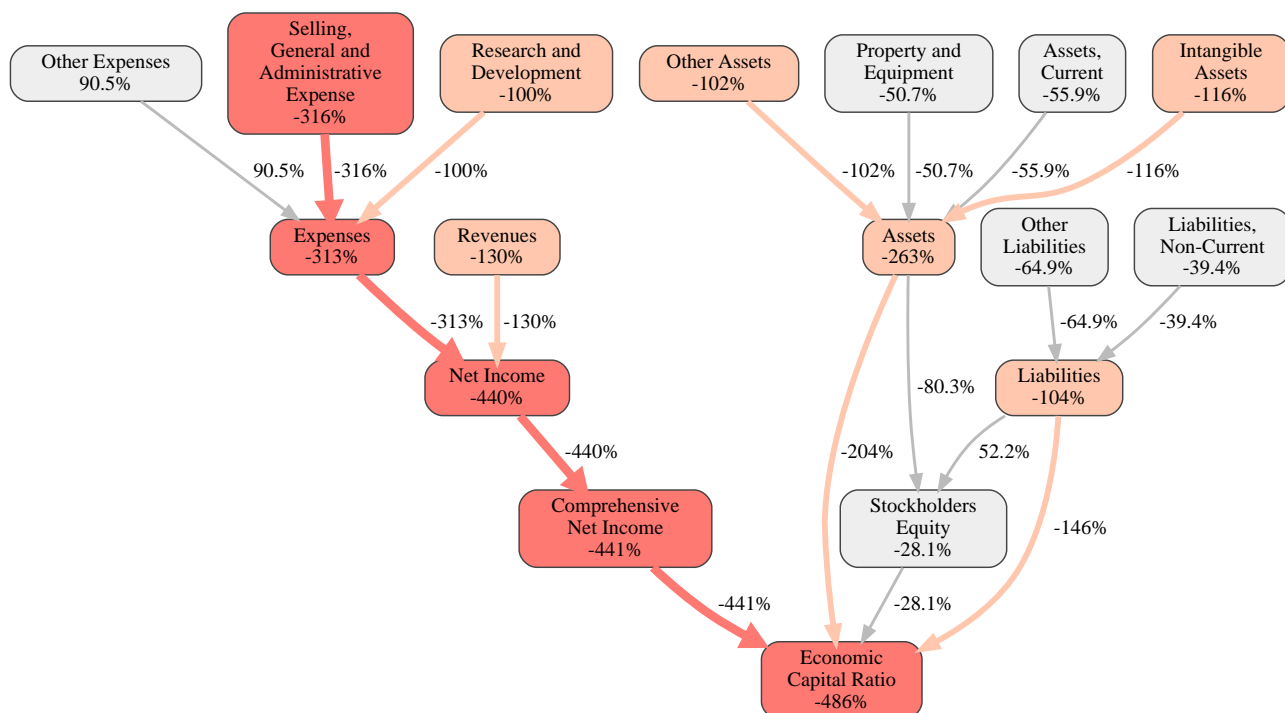 Other Expenses
90.5%
Selling,
General and
Administrative
Expense
-316%
Research and
Development
-100%
Other Assets
-102%
Property and
Equipment
-50.7%
Assets,
Current
-55.9%
Intangible
Assets
-116%
90.5%
-316%
-100%
-102%
-50.7%
-55.9%
-116%
Expenses
-313%
Revenues
-130%
Assets
-263%
Other
Liabilities
-64.9%
Liabilities,
Non-Current
-39.4%
-313%
-130%
-64.9%
-39.4%
Net Income
-440%
-80.3%
Liabilities
-104%
-440%
-204%
52.2%
Comprehensive
Net Income
-441%
Stockholders
Equity
-28.1%
-146%
-441%
-28.1%
Economic
Capital Ratio
-486%